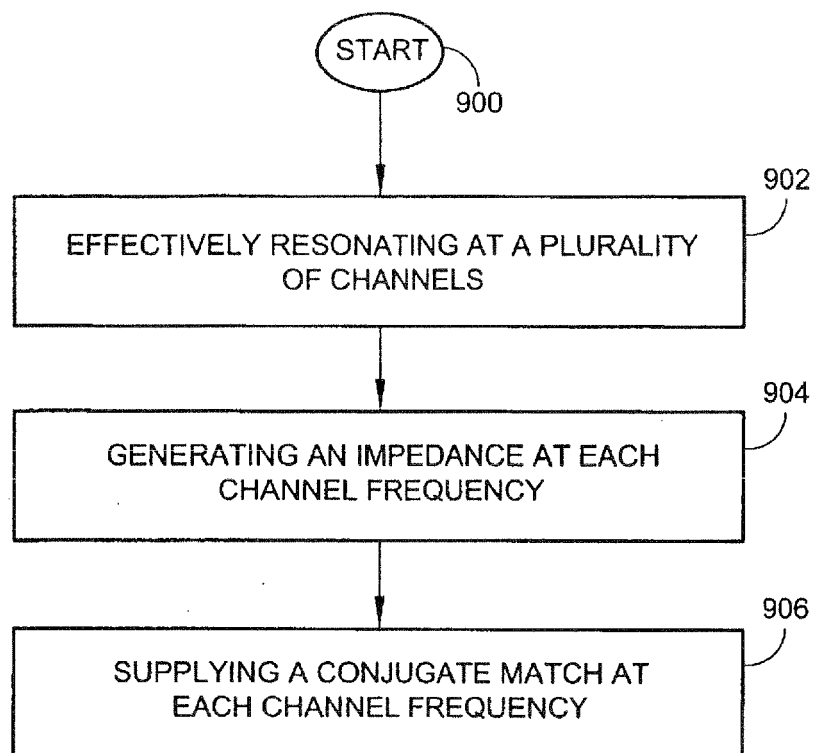 START
900
902
EFFECTIVELY RESONATING AT A PLURALITY
OF CHANNELS
904
GENERATING AN IMPEDANCE AT EACH
CHANNEL FREQUENCY
906
SUPPLYING A CONJUGATE MATCH AT
EACH CHANNEL FREQUENCY